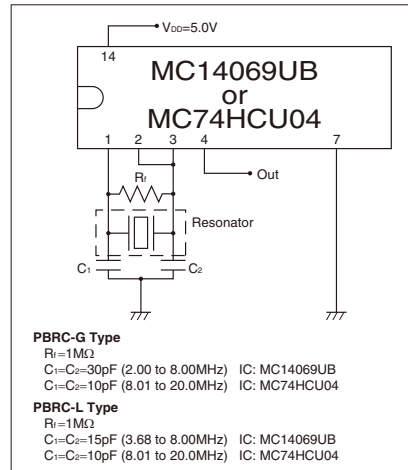 VDD=5.0V
14
MC14069UB
or
MC74HCU04
1 2 3 4 7
Out
Rf
Resonator
C1 C2
PBRC-G Type
Rf=1MΩ
C1=C2=30pF (2.00 to 8.00MHz) IC: MC14069UB
C1=C2=10pF (8.01 to 20.0MHz) IC: MC74HCU04
PBRC-L Type
Rf=1MΩ
C1=C2=15pF (3.68 to 8.00MHz) IC: MC14069UB
C1=C2=10pF (8.01 to 20.0MHz) IC: MC74HCU04